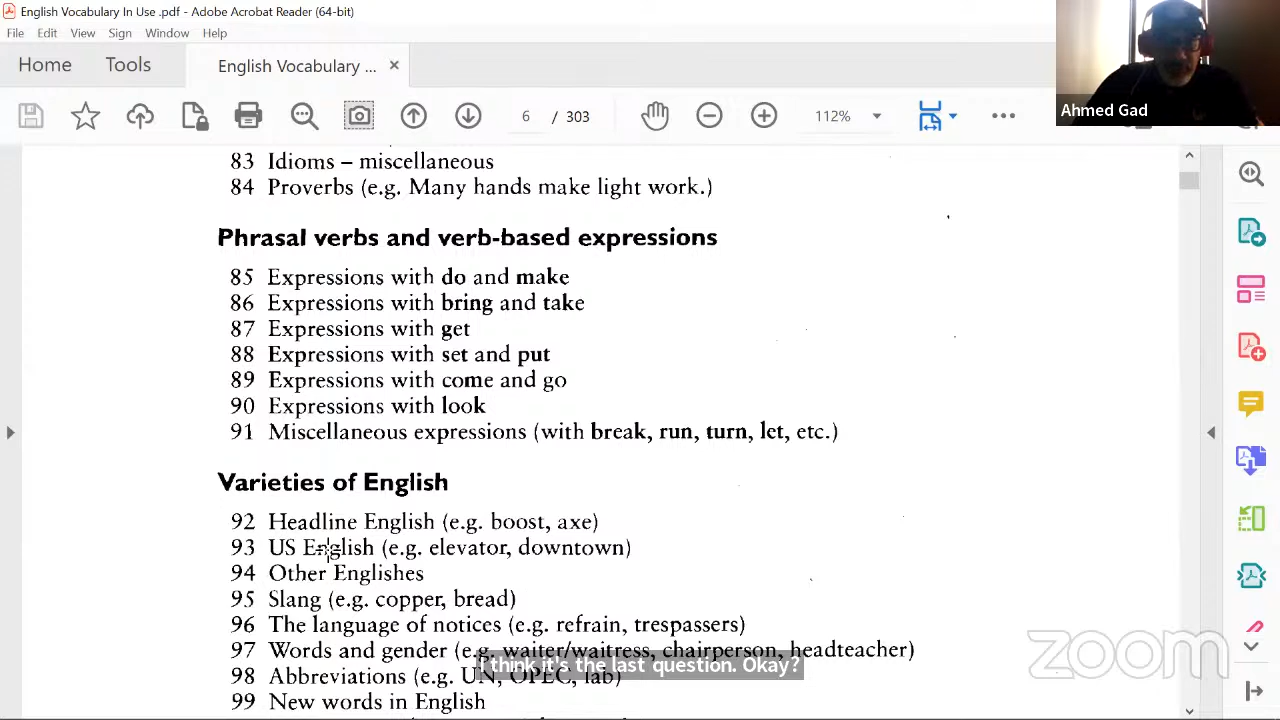 English Vocabulary In Use .pdf - Adobe Acrobat Reader (64-bit)
File Edit View Sign Window Help
Home Tools English Vocabulary ... ×
6 / 303 112%
Ahmed Gad
83 Idioms – miscellaneous
84 Proverbs (e.g. Many hands make light work.)
Phrasal verbs and verb-based expressions
85 Expressions with do and make
86 Expressions with bring and take
87 Expressions with get
88 Expressions with set and put
89 Expressions with come and go
90 Expressions with look
91 Miscellaneous expressions (with break, run, turn, let, etc.)
Varieties of English
92 Headline English (e.g. boost, axe)
93 US English (e.g. elevator, downtown)
94 Other Englishes
95 Slang (e.g. copper, bread)
96 The language of notices (e.g. refrain, trespassers)
97 Words and gender (e.g. waiter/waitress, chairperson, headteacher)
I think it's the last question. Okay?
98 Abbreviations (e.g. UN, OPEC, lab)
99 New words in English
zoom